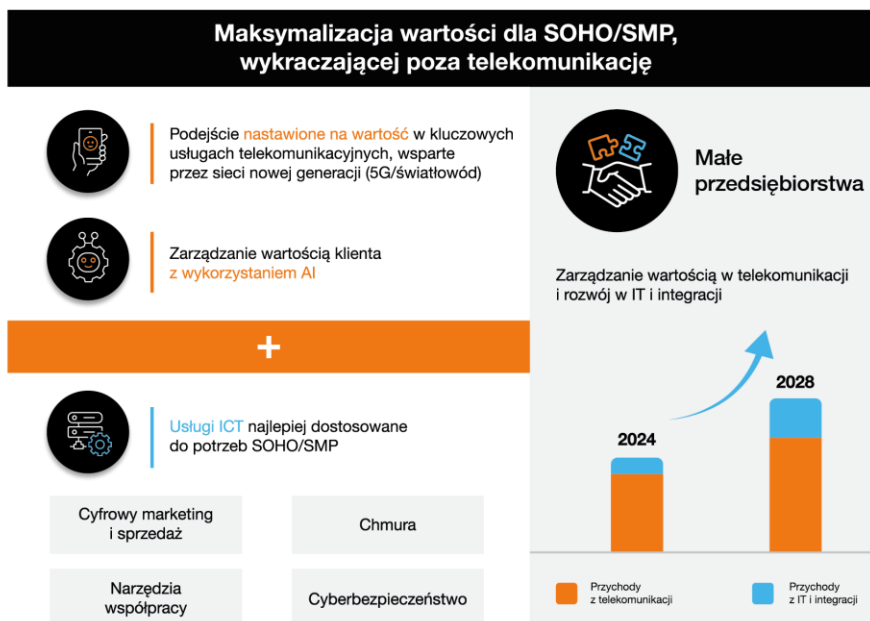 Maksymalizacja wartości dla SOHO/SMP,
wykraczającej poza telekomunikację
Podejście nastawione na wartość w kluczowych
usługach telekomunikacyjnych, wsparte
przez sieci nowej generacji (5G/światłowód)
Zarządzanie wartością klienta
z wykorzystaniem AI
+
Usługi ICT najlepiej dostosowane
do potrzeb SOHO/SMP
Cyfrowy marketing
i sprzedaż
Chmura
Narzędzia
współpracy
Cyberbezpieczeństwo
Małe
przedsiębiorstwa
Zarządzanie wartością w telekomunikacji
i rozwój w IT i integracji
2024
2028
Przychody
z telekomunikacji
Przychody
z IT i integracji